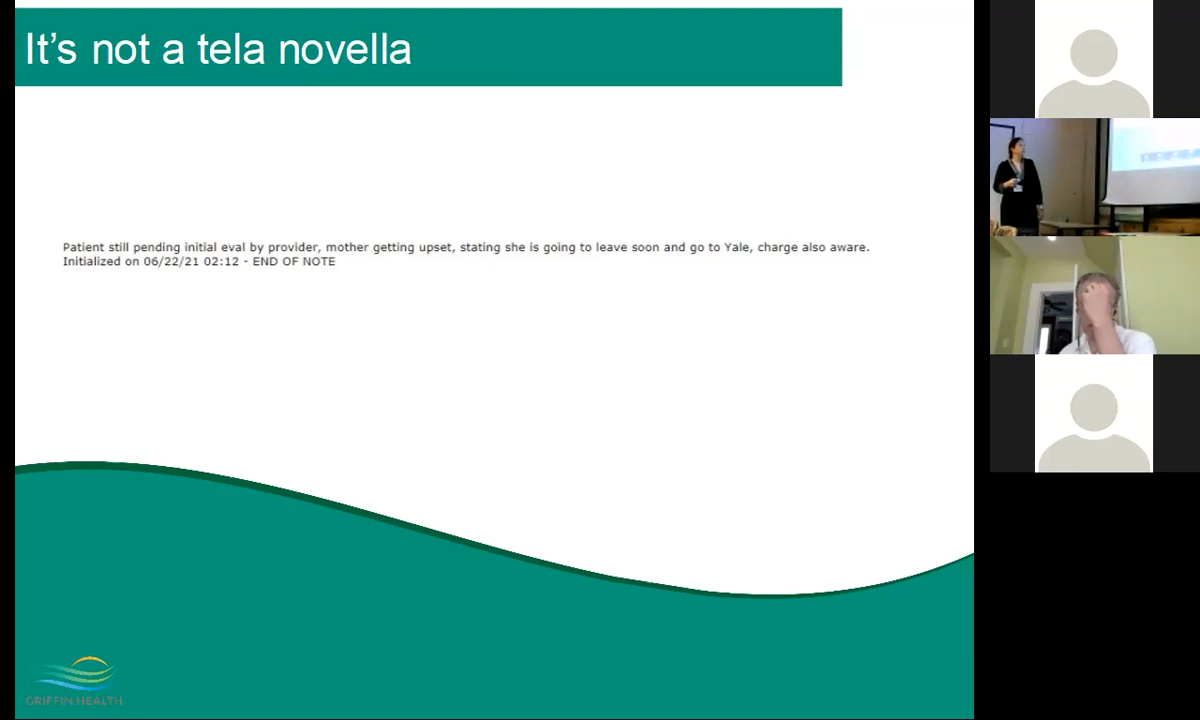 It's not a tela novella
Patient still pending initial eval by provider, mother getting upset, stating she is going to leave soon and go to Yale, charge also aware.
Initialized on 06/22/21 02:12 - END OF NOTE
GRIFFIN HEALTH